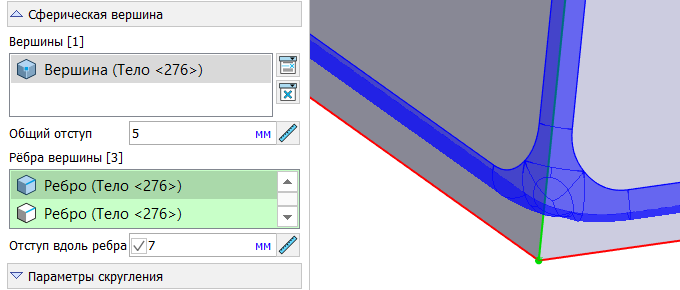 Сферическая вершина
Вершины [1]
Вершина (Тело <276>)
Общий отступ 5 мм
Рёбра вершины [3]
Ребро (Тело <276>)
Ребро (Тело <276>)
Отступ вдоль ребра 7 мм
Параметры скругления